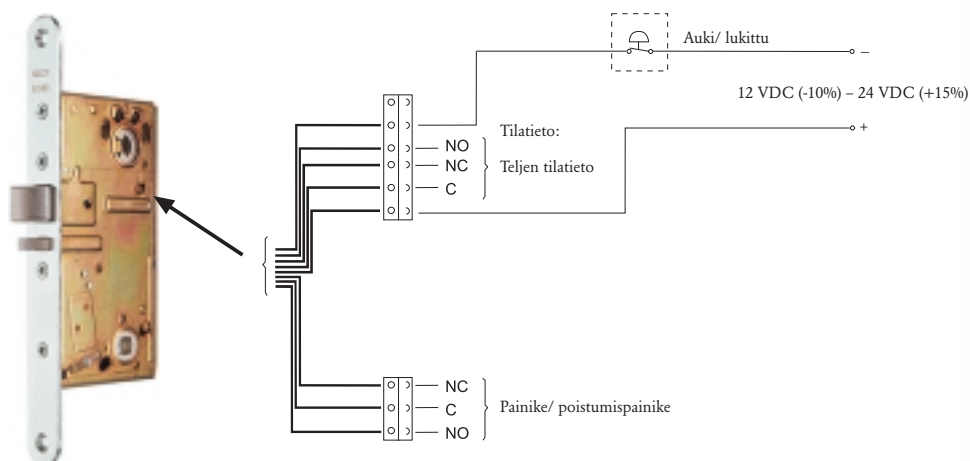 Auki/ lukittu
–
12 VDC (-10%) – 24 VDC (+15%)
+
Tilatieto:
NO
NC
Teljen tilatieto
C
NC
C
Painike/ poistumispainike
NO